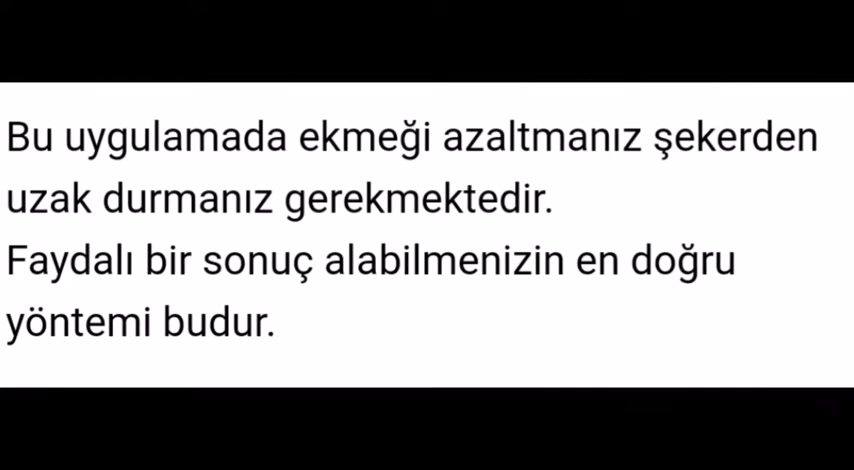 Bu uygulamada ekmeği azaltmanız şekerden
uzak durmanız gerekmektedir.
Faydalı bir sonuç alabilmenizin en doğru
yöntemi budur.